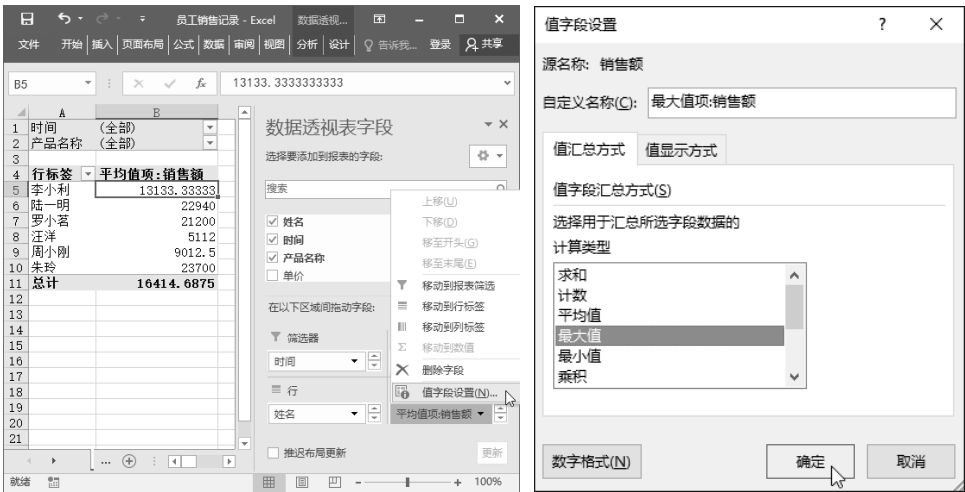 员工销售记录 - Excel 数据透视...
文件 开始 插入 页面布局 公式 数据 审阅 视图 分析 设计 告诉我... 登录 共享
B5 fx 13133.3333333333
A B
1 时间 (全部)
2 产品名称 (全部)
3
4 行标签 平均值项:销售额
5 李小利 13133.33333
6 陆一明 22940
7 罗小茗 21200
8 汪洋 5112
9 周小刚 9012.5
10 朱玲 23700
11 总计 16414.6875
12
13
14
15
16
17
18
19
20
21
数据透视表字段
选择要添加到报表的字段:
搜索
姓名
时间
产品名称
单价
在以下区域间拖动字段:
筛选器
时间
行
姓名
平均值项:销售额
推迟布局更新 更新
上移(U)
下移(D)
移至开头(G)
移至末尾(E)
移动到报表筛选
移动到行标签
移动到列标签
Σ 移动到数值
删除字段
值字段设置(N)...
...
就绪 100%
值字段设置 ?
源名称: 销售额
自定义名称(C): 最大值项:销售额
值汇总方式 值显示方式
值字段汇总方式(S)
选择用于汇总所选字段数据的
计算类型
求和
计数
平均值
最大值
最小值
乘积
数字格式(N) 确定 取消